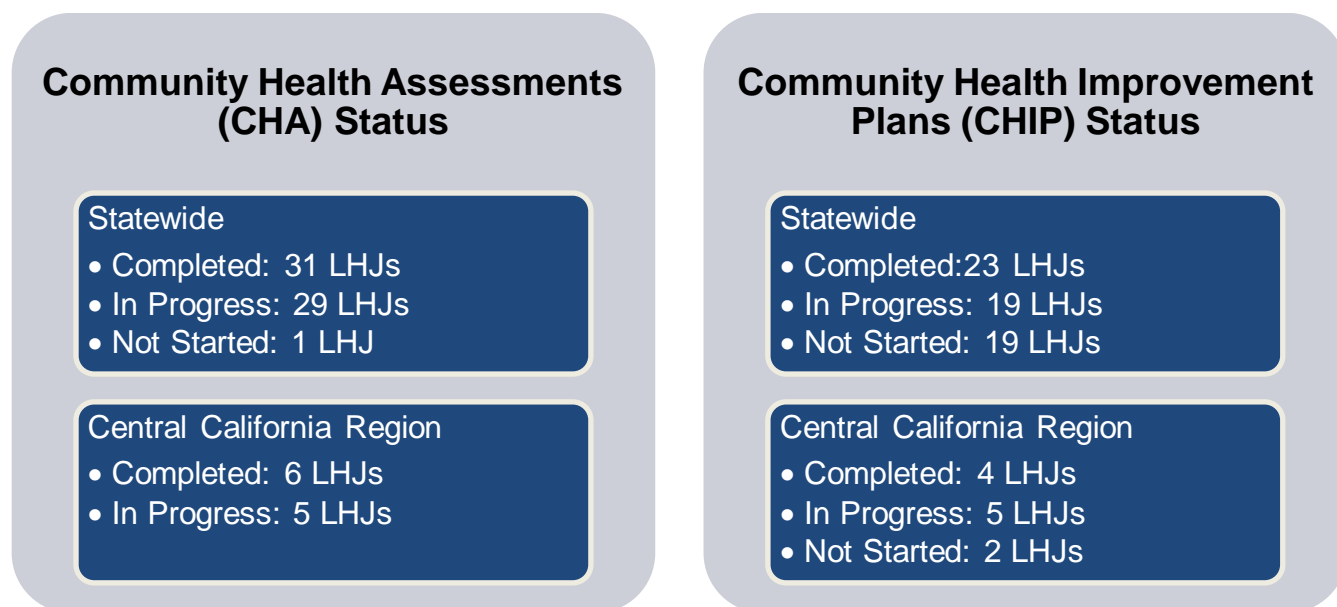 Community Health Assessments
(CHA) Status
Statewide
• Completed: 31 LHJs
• In Progress: 29 LHJs
• Not Started: 1 LHJ
Central California Region
• Completed: 6 LHJs
• In Progress: 5 LHJs
Community Health Improvement
Plans (CHIP) Status
Statewide
• Completed:23 LHJs
• In Progress: 19 LHJs
• Not Started: 19 LHJs
Central California Region
• Completed: 4 LHJs
• In Progress: 5 LHJs
• Not Started: 2 LHJs